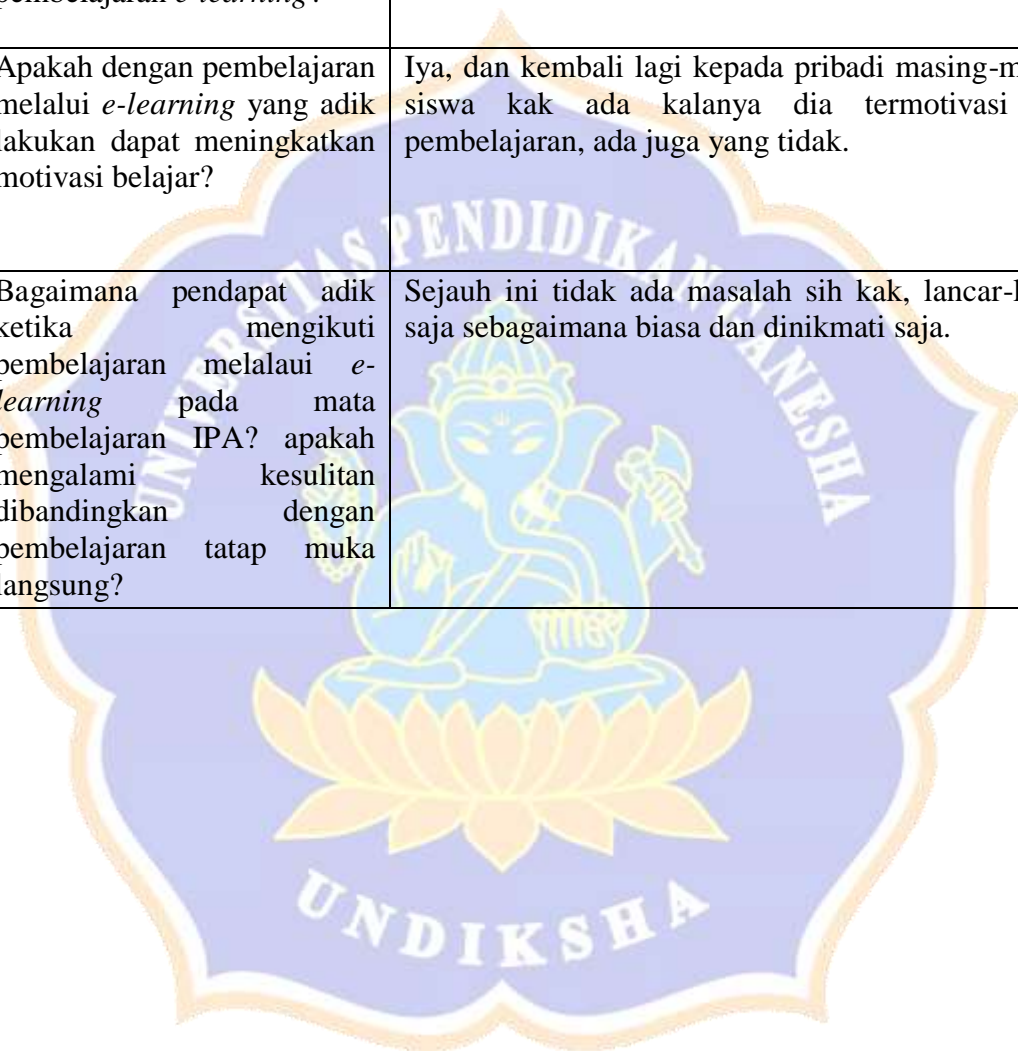 pembelajaran e-learning?
Apakah dengan pembelajaran
melalui e-learning yang adik
lakukan dapat meningkatkan
motivasi belajar?
Iya, dan kembali lagi kepada pribadi masing-m
siswa kak ada kalanya dia termotivasi
pembelajaran, ada juga yang tidak.
Bagaimana pendapat adik
ketika mengikuti
pembelajaran melalaui e-
learning pada mata
pembelajaran IPA? apakah
mengalami kesulitan
dibandingkan dengan
pembelajaran tatap muka
langsung?
Sejauh ini tidak ada masalah sih kak, lancar-l
saja sebagaimana biasa dan dinikmati saja.
UNIVERSITAS PENDIDIKAN GANESHA
UNDIKSHA